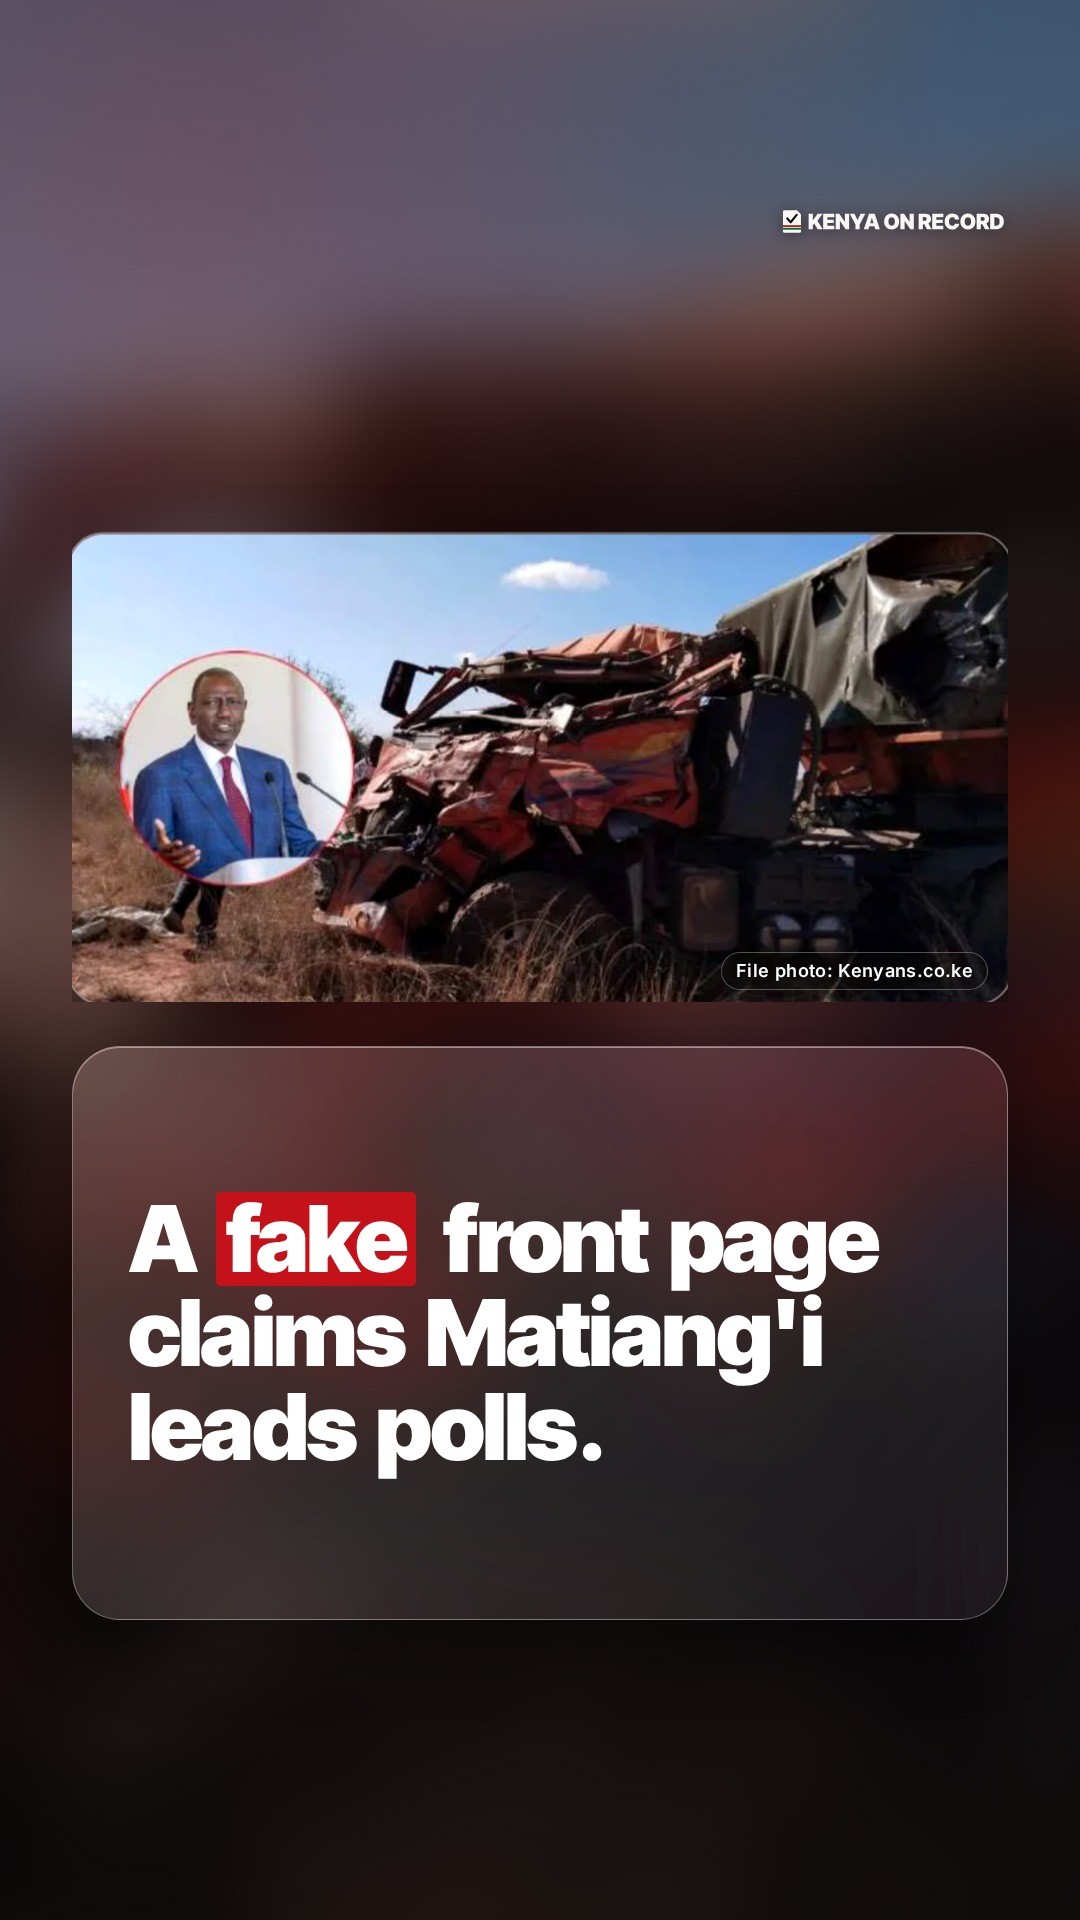 KENYA ON RECORD
File photo: Kenyans.co.ke
A fake front page
claims Matiang'i
leads polls.